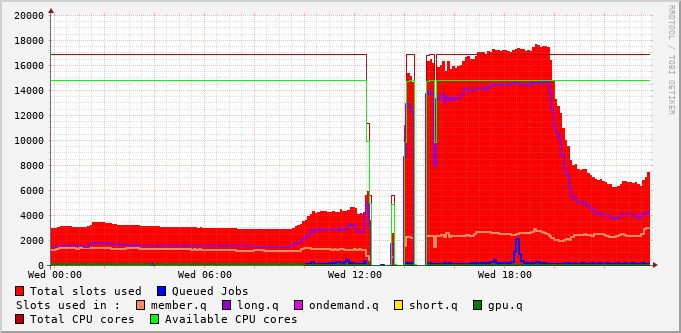 RRDTOOL / TOBI OETIKER
20000
18000
16000
14000
12000
10000
8000
6000
4000
2000
0
Wed 00:00 Wed 06:00 Wed 12:00 Wed 18:00
Total slots used Queued Jobs
Slots used in : member.q long.q ondemand.q short.q gpu.q
Total CPU cores Available CPU cores